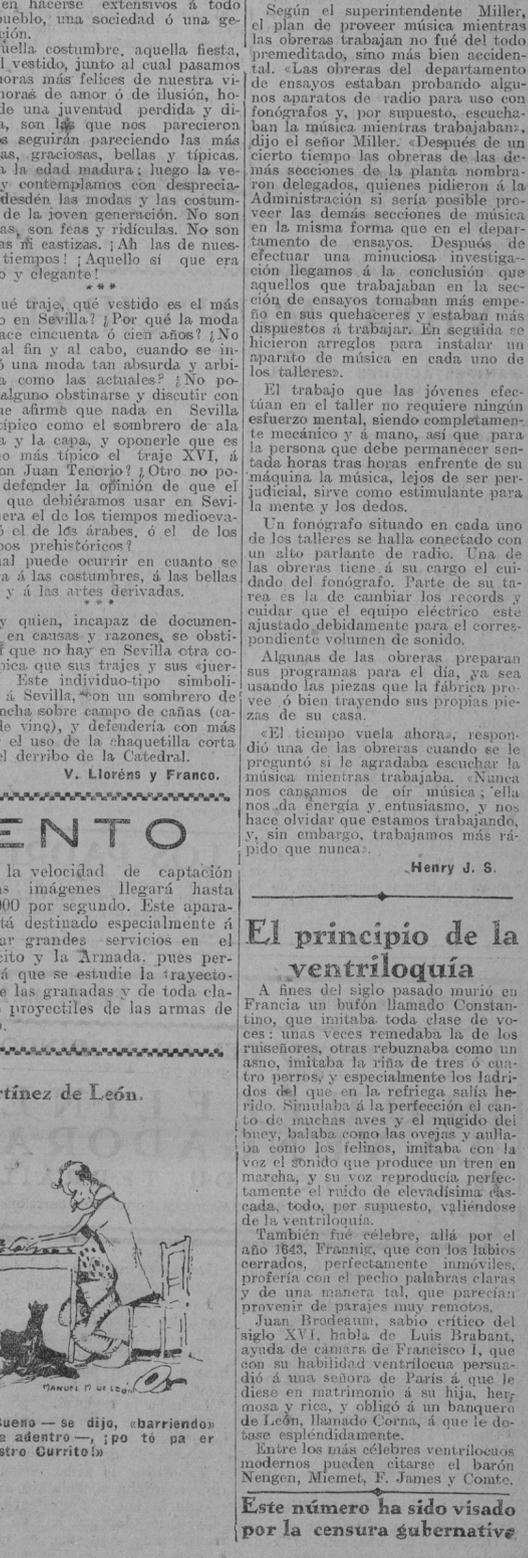 en hacerse extensivos á todo
pueblo, una sociedad ó una ge-
ción.
uella costumbre, aquella fiesta,
l vestido, junto al cual pasamos
horas más felices de nuestra vi-
horas de amor ó de ilusión, ho-
de una juventud perdida y di-
a, son las que nos parecieron
s seguirán pareciendo las más
as, graciosas, bellas y típicas.
a la edad madura; luego la ve-
y contemplamos con desprecia-
desdén las modas y las costum-
de la joven generación. No son
as, son feas y ridículas. No son
as ni castizas. ¡Ah las de nues-
tiempos! ¡Aquello sí que era
o y elegante!
***
ué traje, qué vestido es el más
o en Sevilla? ¿Por qué la moda
ace cincuenta ó cien años? ¿No
al fin y al cabo, cuando se in-
ó una moda tan absurda y arbi-
a como las actuales? ¿No po-
alguno obstinarse y discutir con
ue afirmé que nada en Sevilla
ípico como el sombrero de ala
a y la capa, y oponerle que es
o más típico el traje XVI, á
on Juan Tenorio? ¿Otro no po-
defender la opinión de que el
que debiéramos usar en Sevi-
era el de los tiempos medioeva-
ó el de los árabes, ó el de los
pos prehistóricos?
ual puede ocurrir en cuanto se
ra á las costumbres, á las bellas
y á las artes derivadas.
***
y quien, incapaz de documen-
en causas y razones, se obsti-
que no hay en Sevilla otra co-
pica que sus trajes y sus «juer-
Este individuo-tipo simboli-
á Sevilla, con un sombrero de
ncha sobre campo de cañas (ca-
de vino), y defendería con más
el uso de la chaquetilla corta
el derribo de la Catedral.
V. Lloréns y Franco.
ENTO
la velocidad de captación
as imágenes llegará hasta
000 por segundo. Este apara-
tá destinado especialmente á
ar grandes servicios en el
cito y la Armada, pues per-
á que se estudie la trayecto-
e las granadas y de toda cla-
proyectiles de las armas de
o.
rtínez de León.
MANUEL M DE LEON
Bueno — se dijo, «barriendo»
a adentro —, ¡po tó pa er
stro Currito!»
Según el superintendente Miller,
el plan de proveer música mientras
las obreras trabajan no fué del todo
premeditado, sino más bien acciden-
tal. «Las obreras del departamento
de ensayos estaban probando algu-
nos aparatos de radio para uso con
fonógrafos y, por supuesto, escucha-
ban la música mientras trabajaban»,
dijo el señor Miller. «Después de un
cierto tiempo las obreras de las de-
más secciones de la planta nombra-
ron delegados, quienes pidieron á la
Administración si sería posible pro-
veer las demás secciones de música
en la misma forma que en el depar-
tamento de ensayos. Después de
efectuar una minuciosa investiga-
ción llegamos á la conclusión que
aquellos que trabajaban en la sec-
ción de ensayos tomaban más empe-
ño en sus quehaceres y estaban más
dispuestos á trabajar. En seguida se
hicieron arreglos para instalar un
aparato de música en cada uno de
los talleres».
El trabajo que las jóvenes efec-
túan en el taller no requiere ningún
esfuerzo mental, siendo completamen-
te mecánico y á mano, así que para
la persona que debe permanecer sen-
tada horas tras horas enfrente de su
máquina la música, lejos de ser per-
judicial, sirve como estimulante para
la mente y los dedos.
Un fonógrafo situado en cada uno
de los talleres se halla conectado con
un alto parlante de radio. Una de
las obreras tiene á su cargo el cui-
dado del fonógrafo. Parte de su ta-
rea es la de cambiar los records y
cuidar que el equipo eléctrico esté
ajustado debidamente para el corres-
pondiente volumen de sonido.
Algunas de las obreras preparan
sus programas para el día, ya sea
usando las piezas que la fábrica pro-
vee ó bien trayendo sus propias pie-
zas de su casa.
«El tiempo vuela ahora», respon-
dió una de las obreras cuando se le
preguntó si le agradaba escuchar la
música mientras trabajaba. «Nunca
nos cansamos de oír música; ella
nos da energía y entusiasmo, y nos
hace olvidar que estamos trabajando,
y, sin embargo, trabajamos más rá-
pido que nunca».
Henry J. S.
El principio de la
ventriloquía
A fines del siglo pasado murió en
Francia un bufón llamado Constan-
tino, que imitaba toda clase de vo-
ces: unas veces remedaba la de los
ruiseñores, otras rebuznaba como un
asno, imitaba la riña de tres ó cua-
tro perros, y especialmente los ladri-
dos del que en la refriega salía he-
rido. Simulaba á la perfección el can-
to de muchas aves y el mugido del
buey, balaba como las ovejas y aulla-
ba como los felinos, imitaba con la
voz el sonido que produce un tren en
marcha, y su voz reproducía perfec-
tamente el ruido de elevadísima cas-
cada, todo, por supuesto, valiéndose
de la ventriloquía.
También fué célebre, allá por el
año 1643, Frannig, que con los labios
cerrados, perfectamente inmóviles,
profería con el pecho palabras claras
y de una manera tal, que parecían
provenir de parajes muy remotos.
Juan Brodeaum, sabio crítico del
siglo XVI, habla de Luis Brabant,
ayuda de cámara de Francisco I, que
con su habilidad ventrílocua persua-
dió á una señora de París á que le
diese en matrimonio á su hija, her-
mosa y rica, y obligó á un banquero
de León, llamado Corna, á que le do-
tase espléndidamente.
Entre los más célebres ventrílocuos
modernos pueden citarse el barón
Nengen, Miemet, F. James y Comte.
Este número ha sido visado
por la censura gubernativa